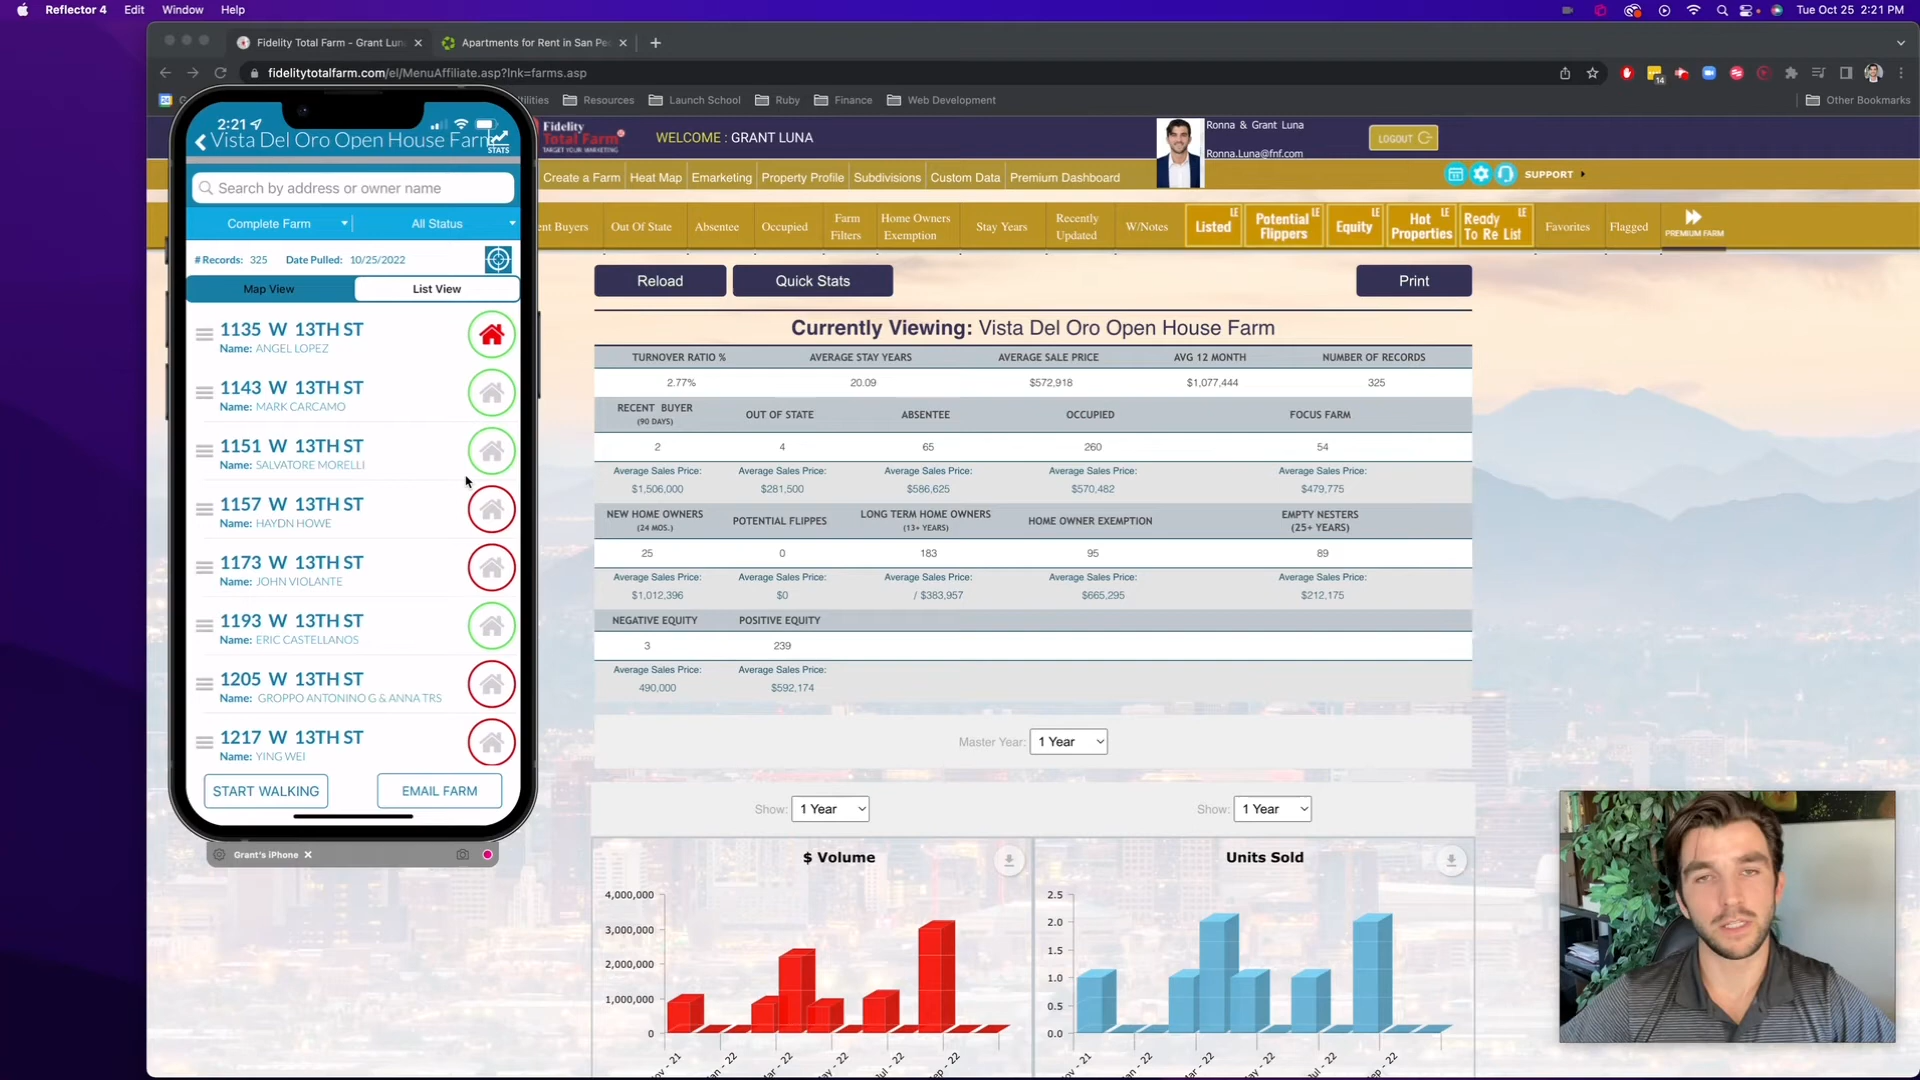 Reflector 4 Edit Window Help
Tue Oct 25 2:21 PM
Fidelity Total Farm - Grant Lun
Apartments for Rent in San Pe
fidelitytotalfarm.com/el/MenuAffiliate.asp?lnk=farms.asp
14
Utilities Resources Launch School Ruby Finance Web Development
Other Bookmarks
2:21
Vista Del Oro Open House Farm
STATS
Search by address or owner name
Complete Farm
All Status
# Records: 325 Date Pulled: 10/25/2022
Map View
List View
1135 W 13TH ST
Name: ANGEL LOPEZ
1143 W 13TH ST
Name: MARK CARCAMO
1151 W 13TH ST
Name: SALVATORE MORELLI
1157 W 13TH ST
Name: HAYDN HOWE
1173 W 13TH ST
Name: JOHN VIOLANTE
1193 W 13TH ST
Name: ERIC CASTELLANOS
1205 W 13TH ST
Name: GROPPO ANTONINO G & ANNA TRS
1217 W 13TH ST
Name: YING WEI
START WALKING
EMAIL FARM
Grant's iPhone
Fidelity
Total Farm
TARGET YOUR MARKETING
WELCOME : GRANT LUNA
Ronna & Grant Luna
Ronna.Luna@fnf.com
LOGOUT
Create a Farm Heat Map Emarketing Property Profile Subdivisions Custom Data Premium Dashboard
SUPPORT
ent Buyers
Out Of State
Absentee
Occupied
Farm Filters
Home Owners Exemption
Stay Years
Recently Updated
W/Notes
Listed LE
Potential Flippers LE
Equity LE
Hot Properties LE
Ready To Re List LE
Favorites
Flagged
PREMIUM FARM
Reload
Quick Stats
Print
Currently Viewing: Vista Del Oro Open House Farm
TURNOVER RATIO % AVERAGE STAY YEARS AVERAGE SALE PRICE AVG 12 MONTH NUMBER OF RECORDS
2.77% 20.09 $572,918 $1,077,444 325
RECENT BUYER (90 DAYS) OUT OF STATE ABSENTEE OCCUPIED FOCUS FARM
2 4 65 260 54
Average Sales Price: Average Sales Price: Average Sales Price: Average Sales Price: Average Sales Price:
$1,506,000 $281,500 $586,625 $570,482 $479,775
NEW HOME OWNERS (24 MOS.) POTENTIAL FLIPPES LONG TERM HOME OWNERS (13+ YEARS) HOME OWNER EXEMPTION EMPTY NESTERS (25+ YEARS)
25 0 183 95 89
Average Sales Price: Average Sales Price: Average Sales Price: Average Sales Price: Average Sales Price:
$1,012,396 $0 / $383,957 $665,295 $212,175
NEGATIVE EQUITY POSITIVE EQUITY
3 239
Average Sales Price: Average Sales Price:
490,000 $592,174
Master Year: 1 Year
Show: 1 Year
Show: 1 Year
$ Volume
4,000,000
3,000,000
2,000,000
1,000,000
0
Units Sold
2.5
2.0
1.5
1.0
0.5
0.0